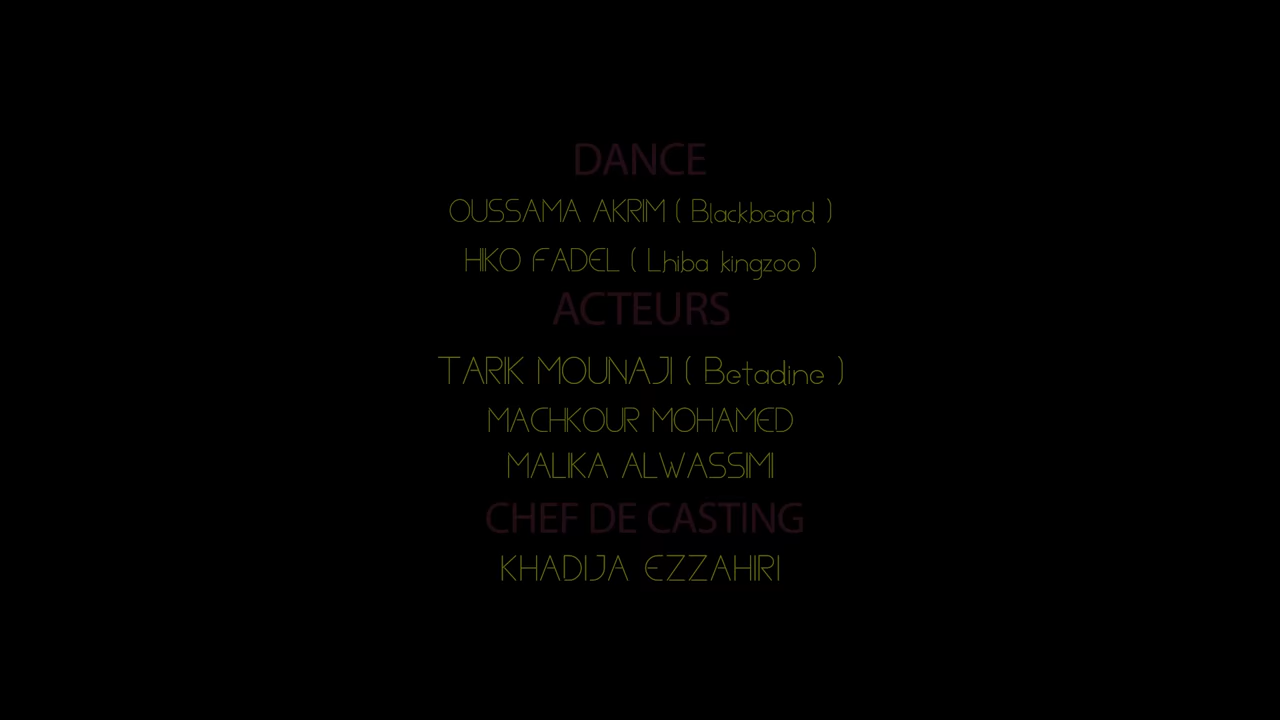 DANCE
OUSSAMA AKRIM ( Blackbeard )
HKO FADEL ( Lhiba kingzoo )
ACTEURS
TARIK MOUNAJI ( Betadine )
MACHKOUR MOHAMED
MALIKA ALWASSIMI
CHEF DE CASTING
KHADIJA EZZAHIRI